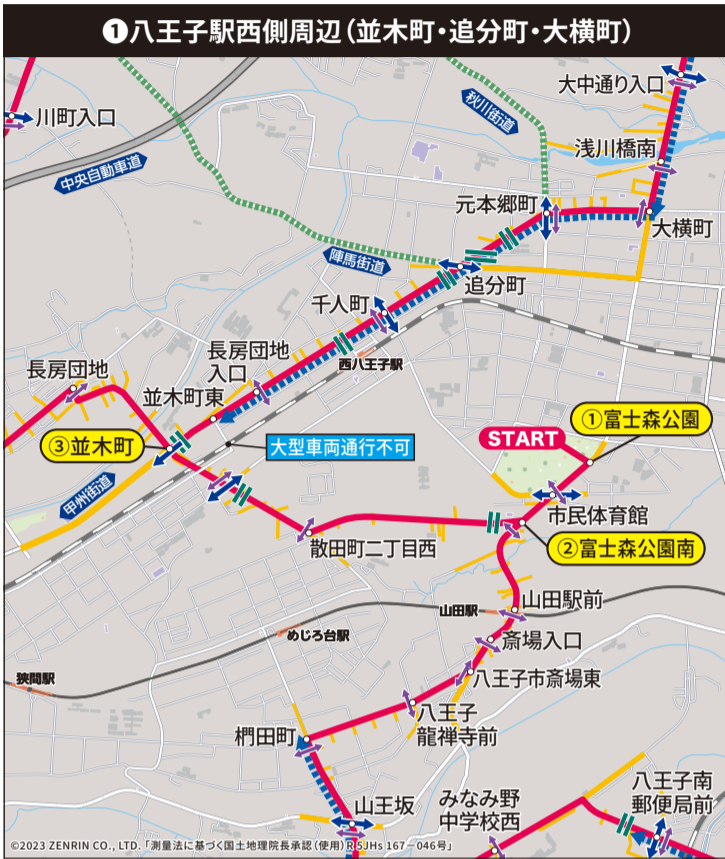 ❶八王子駅西側周辺(並木町・追分町・大横町)
大中通り入口
川町入口
秋川街道
浅川橋南
中央自動車道
元本郷町
大横町
陣馬街道
追分町
千人町
長房団地
入口
西八王子駅
長房団地
並木町東
①富士森公園
START
③並木町
大型車両通行不可
甲州街道
市民体育館
散田町二丁目西
②富士森公園南
山田駅
山田駅前
めじろ台駅
斎場入口
狭間駅
八王子市斎場東
八王子
龍禅寺前
椚田町
八王子南
郵便局前
みなみ野
中学校西
山王坂
©2023 ZENRIN CO., LTD.「測量法に基づく国土地理院長承認(使用)R 5JHs 167-046号」